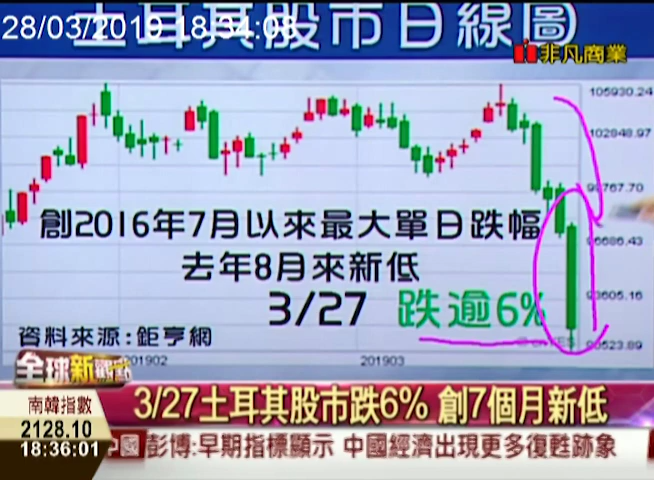 土耳其股市日線圖
28/03/2019 18:34:08
非凡商業
105930.24
102848.97
99767.70
96686.43
93605.16
90523.89
創2016年7月以來最大單日跌幅
去年8月來新低
3/27 跌逾6%
資料來源:鉅亨網
201902
201903
全球新觀點
3/27土耳其股市跌6% 創7個月新低
南韓指數
2128.10
18:36:01
中國 彭博:早期指標顯示 中國經濟出現更多復甦跡象